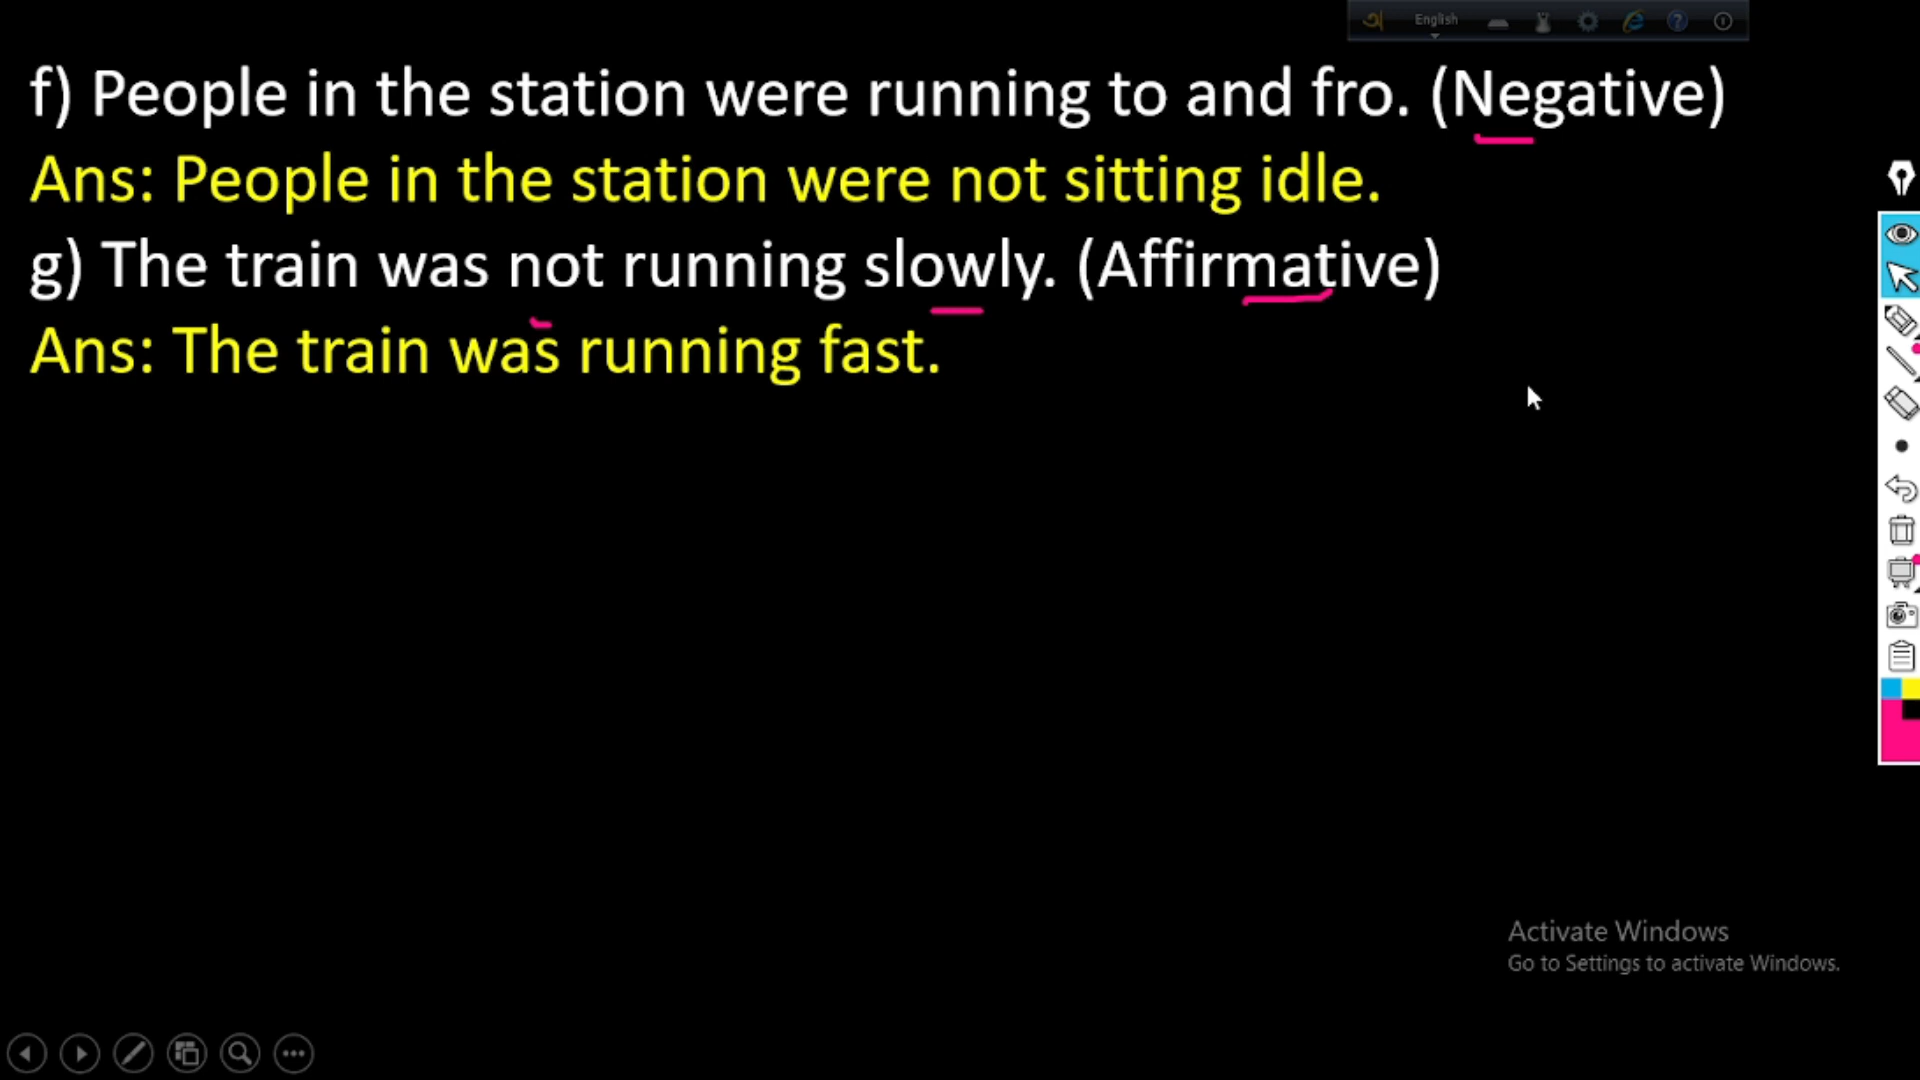 অ English
f) People in the station were running to and fro. (Negative)
Ans: People in the station were not sitting idle.
g) The train was not running slowly. (Affirmative)
Ans: The train was running fast.
Activate Windows
Go to Settings to activate Windows.